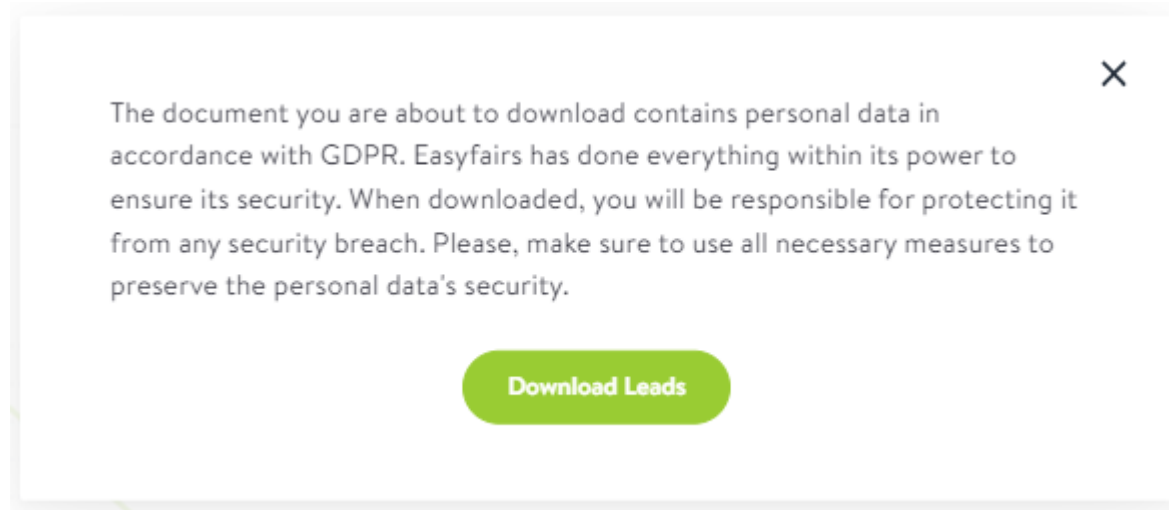 The document you are about to download contains personal data in
accordance with GDPR. Easyfairs has done everything within its power to
ensure its security. When downloaded, you will be responsible for protecting it
from any security breach. Please, make sure to use all necessary measures to
preserve the personal data's security.
Download Leads